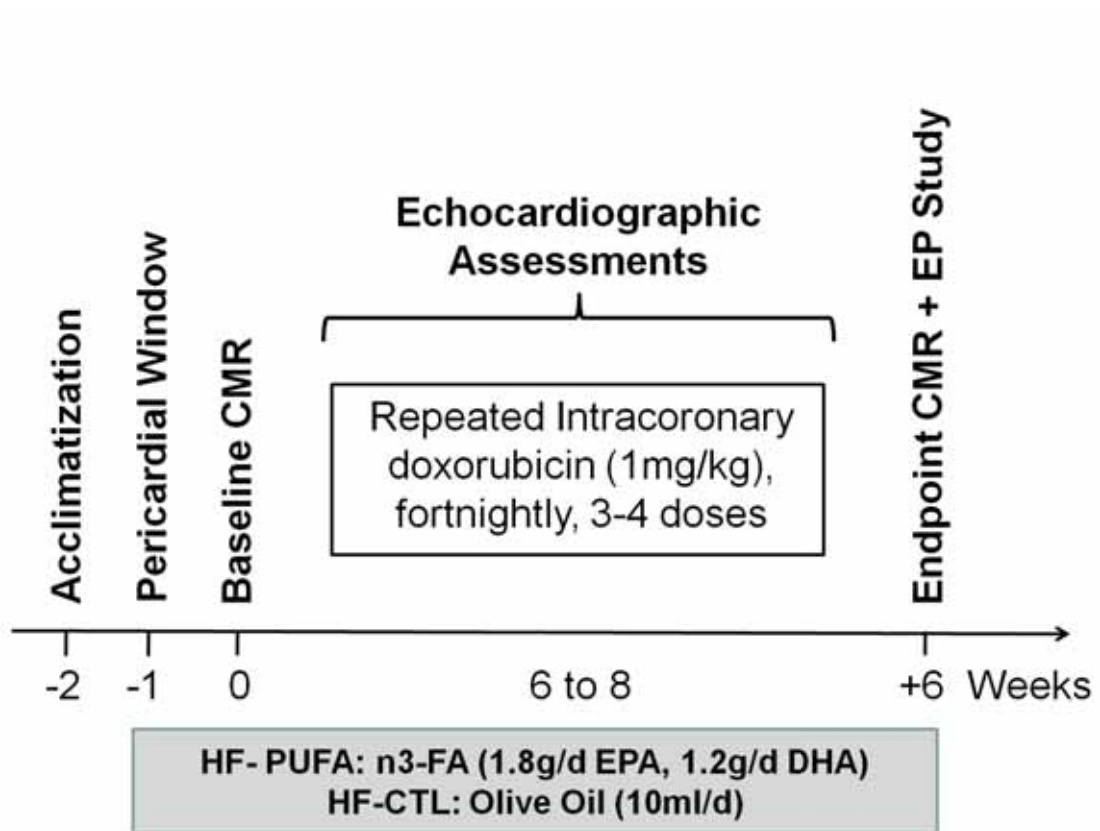 Echocardiographic
Assessments
Acclimatization
Pericardial Window
Baseline CMR
Repeated Intracoronary
doxorubicin (1mg/kg),
fortnightly, 3-4 doses
Endpoint CMR + EP Study
-2
-1
0
6 to 8
+6 Weeks
HF- PUFA: n3-FA (1.8g/d EPA, 1.2g/d DHA)
HF-CTL: Olive Oil (10ml/d)